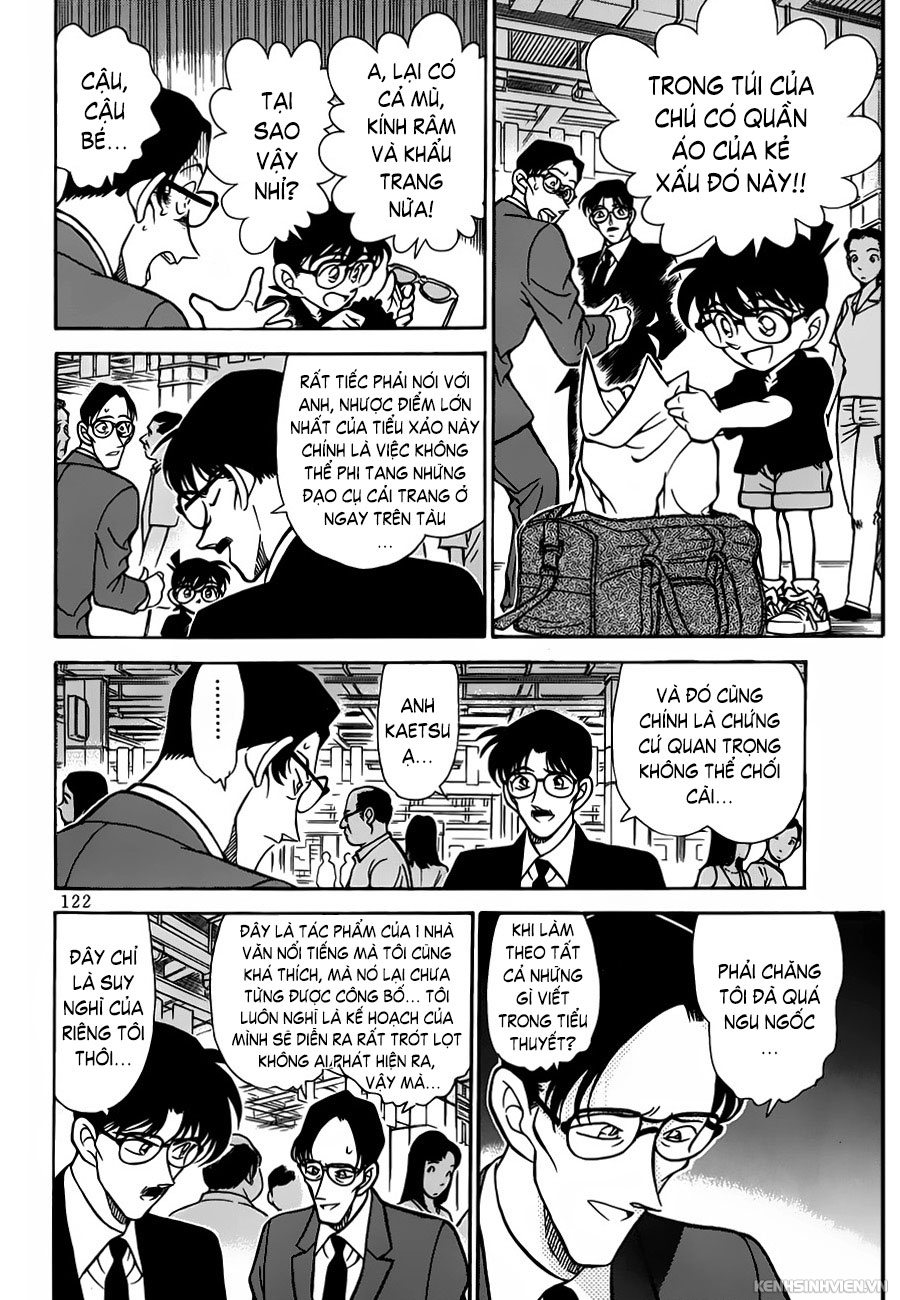 TRONG TÚI CỦA
CHÚ CÓ QUẦN
ÁO CỦA KẺ
XẤU ĐÓ NÀY!!
A, LẠI CÓ
CẢ MŨ,
KÍNH RÂM
VÀ KHẨU
TRANG
NỮA!
TẠI
SAO
VẬY
NHỈ?
CẬU,
CẬU
BÉ...
RẤT TIẾC PHẢI NÓI VỚI
ANH, NHƯỢC ĐIỂM LỚN
NHẤT CỦA TIỂU XẢO NÀY
CHÍNH LÀ VIỆC KHÔNG
THỂ PHI TANG NHỮNG
ĐẠO CỤ CẢI TRANG Ở
NGAY TRÊN TÀU
...
VÀ ĐÓ CŨNG
CHÍNH LÀ CHỨNG
CỨ QUAN TRỌNG
KHÔNG THỂ CHỐI
CÃI...
ANH
KAETSU
Ạ...
........
122
PHẢI CHĂNG
TÔI ĐÃ QUÁ
NGU NGỐC
...
KHI LÀM
THEO TẤT
CẢ NHỮNG
GÌ VIẾT
TRONG TIỂU
THUYẾT?
ĐÂY LÀ TÁC PHẨM CỦA 1 NHÀ
VĂN NỔI TIẾNG MÀ TÔI CŨNG
KHÁ THÍCH, MÀ NÓ LẠI CHƯA
TỪNG ĐƯỢC CÔNG BỐ... TÔI
LUÔN NGHĨ LÀ KẾ HOẠCH CỦA
MÌNH SẼ DIỄN RA RẤT TRÓT LỌT
KHÔNG AI PHÁT HIỆN RA,
VẬY MÀ...
ĐÂY CHỈ
LÀ SUY
NGHĨ CỦA
RIÊNG TÔI
THÔI...
KENHSINHVIEN.VN